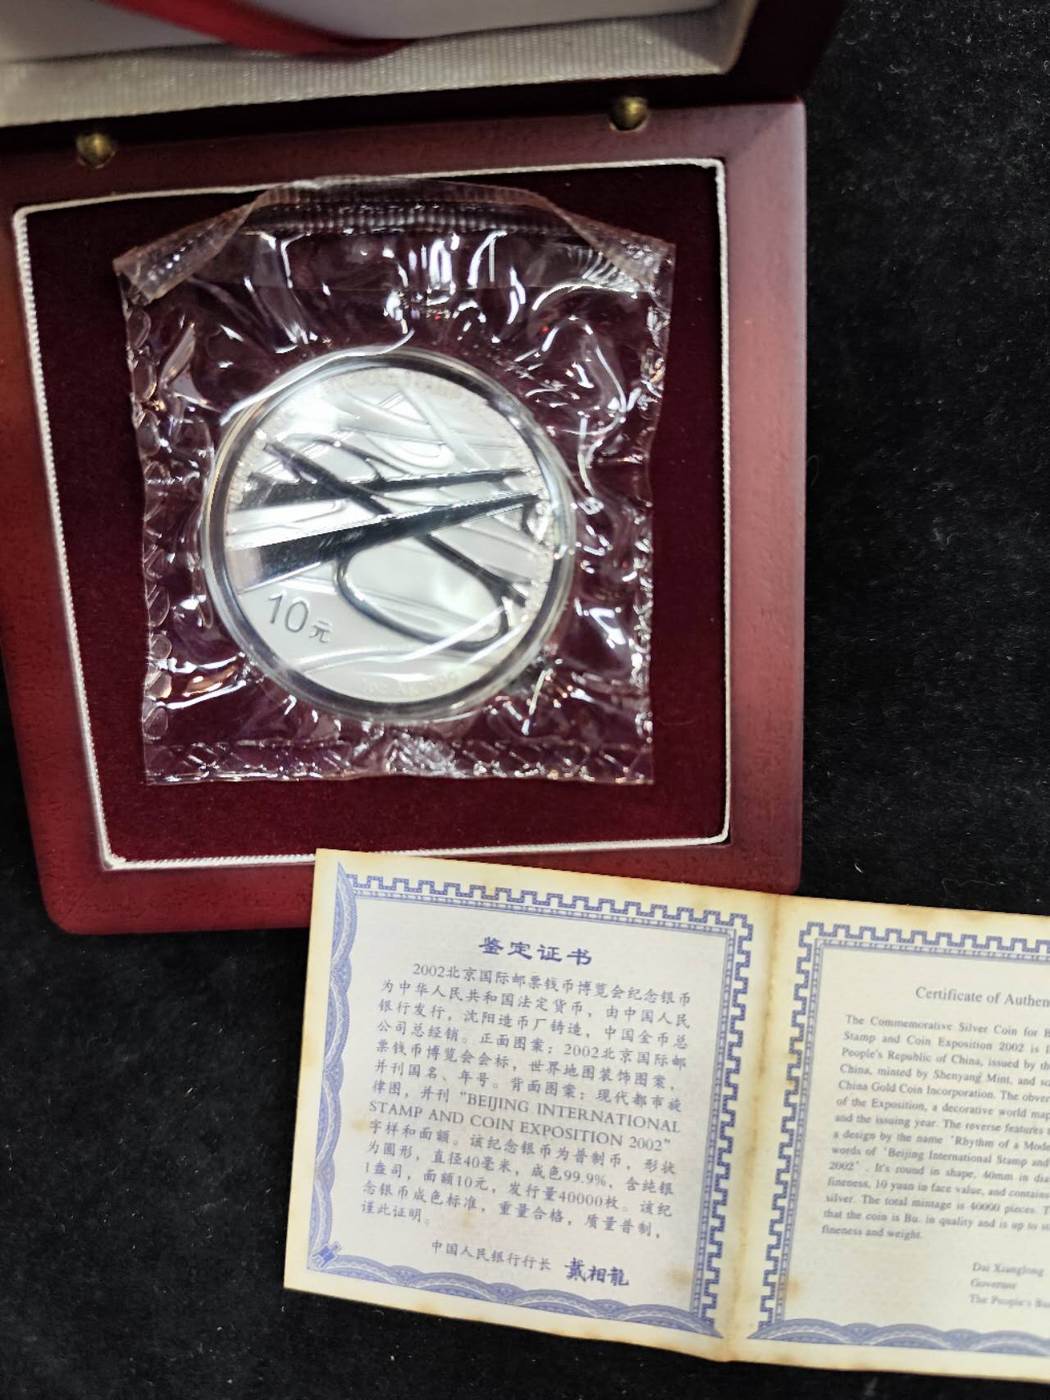 10元
鉴定证书
2002北京国际邮票钱币博览会纪念银币
为中华人民共和国法定货币，由中国人民
银行发行，沈阳造币厂铸造，中国金币总
公司总经销。正面图案：2002北京国际邮
票钱币博览会会标，世界地图装饰图案，
并刊国名、年号。背面图案：现代都市旋
律图，并刊“BEIJING INTERNATIONAL
STAMP AND COIN EXPOSITION 2002”
字样和面额。该纪念银币为普制币，形状
为圆形，直径40毫米，成色99.9%，含纯银
1盎司，面额10元，发行量40000枚。该纪
念银币成色标准，重量合格，质量普制，
谨此证明。
中国人民银行行长 戴相龙
Certificate of Authen
The Commemorative Silver Coin for B
Stamp and Coin Exposition 2002 is l
People's Republic of China, issued by th
China, minted by Shenyang Mint, and so
China Gold Coin Incorporation. The obver
of the Exposition, a decorative world map
and the issuing year. The reverse features t
a design by the name 'Rhythm of a Mode
words of 'Beijing International Stamp and
2002'. It's round in shape, 40mm in dia
fineness, 10 yuan in face value, and contains
silver. The total mintage is 40000 pieces. T
that the coin is Bu. in quality and is up to st
fineness and weight.
Dai Xianglong
Governor
The People's Ba